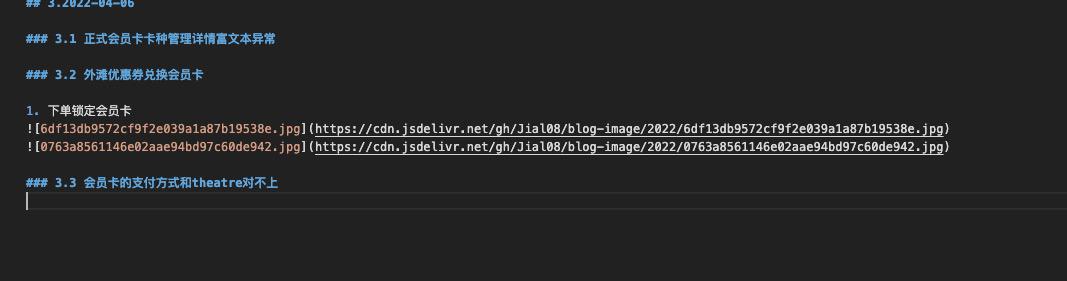 ## 3.2022-04-06
### 3.1 正式会员卡卡种管理详情富文本异常
### 3.2 外滩优惠券兑换会员卡
1. 下单锁定会员卡
![6df13db9572cf9f2e039a1a87b19538e.jpg](https://cdn.jsdelivr.net/gh/Jial08/blog-image/2022/6df13db9572cf9f2e039a1a87b19538e.jpg)
![0763a8561146e02aae94bd97c60de942.jpg](https://cdn.jsdelivr.net/gh/Jial08/blog-image/2022/0763a8561146e02aae94bd97c60de942.jpg)
### 3.3 会员卡的支付方式和theatre对不上